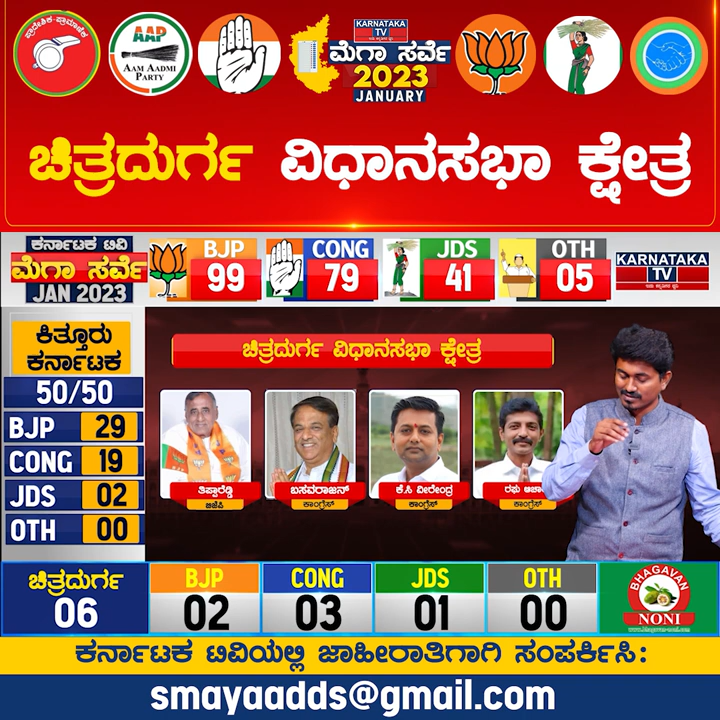 ಪ್ರಾದೇಶಿಕ-ಪ್ರಾಮಾಣಿಕ
AAP
AAM AADMI
PARTY
KARNATAKA
TV
ಮೆಗಾ ಸರ್ವೆ
2023
JANUARY
ಚಿತ್ರದುರ್ಗ ವಿಧಾನಸಭಾ ಕ್ಷೇತ್ರ
ಕರ್ನಾಟಕ ಟಿವಿ
ಮೆಗಾ ಸರ್ವೆ
JAN 2023
BJP
99
CONG
79
JDS
41
OTH
05
KARNATAKA
TV
ಕಿತ್ತೂರು
ಕರ್ನಾಟಕ
50/50
BJP 29
CONG 19
JDS 02
OTH 00
ಚಿತ್ರದುರ್ಗ ವಿಧಾನಸಭಾ ಕ್ಷೇತ್ರ
ತಿಪ್ಪಾರೆಡ್ಡಿ
ಬಿಜೆಪಿ
ಬಸವರಾಜನ್
ಕಾಂಗ್ರೆಸ್
ಕೆ.ಸಿ ವೀರೇಂದ್ರ
ಕಾಂಗ್ರೆಸ್
ರಘು ಆಚಾ
ಕಾಂಗ್ರೆಸ್
ಚಿತ್ರದುರ್ಗ
06
BJP
02
CONG
03
JDS
01
OTH
00
BHAGAVAN
NONI
ಕರ್ನಾಟಕ ಟಿವಿಯಲ್ಲಿ ಜಾಹೀರಾತಿಗಾಗಿ ಸಂಪರ್ಕಿಸಿ:
smayaadds@gmail.com